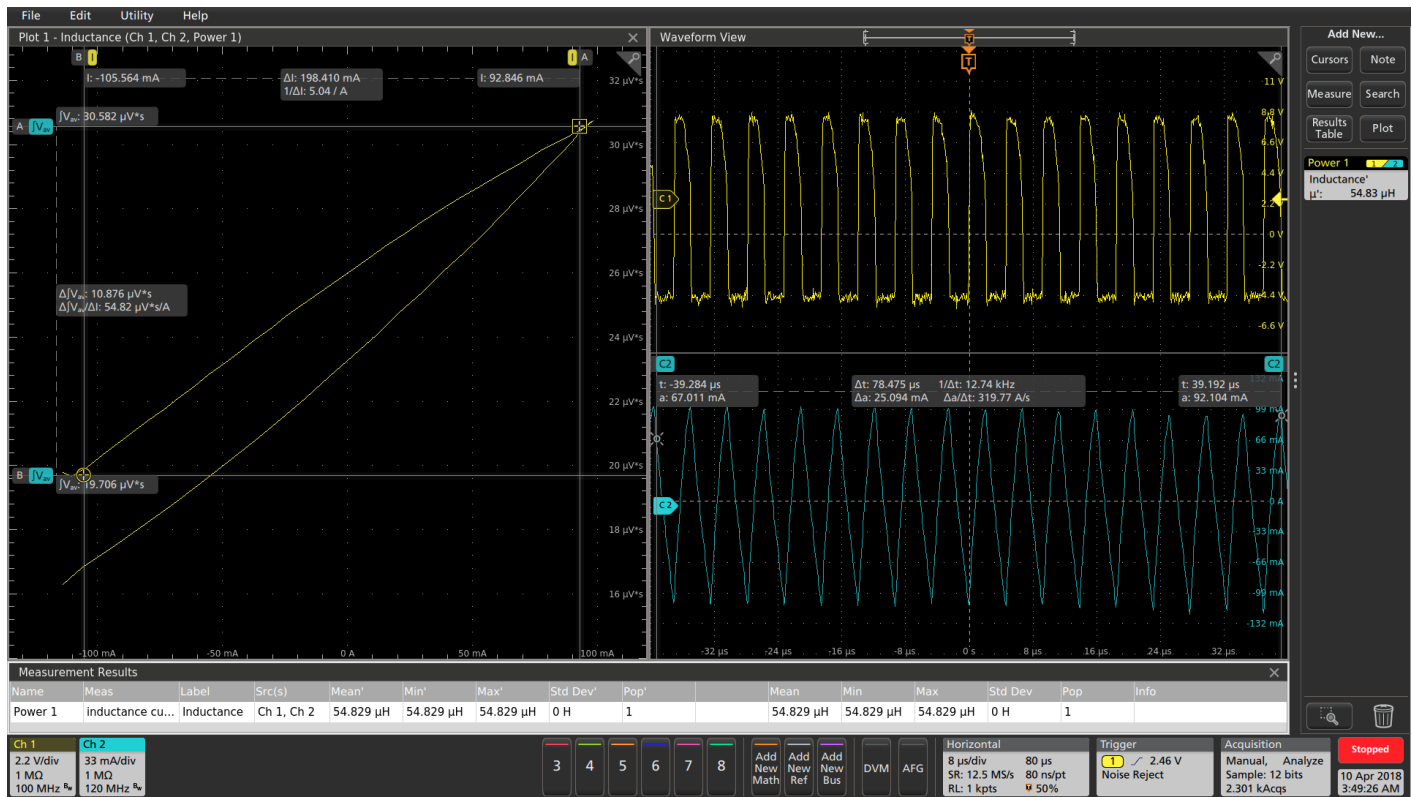 File Edit Utility Help
Plot 1 - Inductance (Ch 1, Ch 2, Power 1)
B I
I A
I: -105.564 mA
ΔI: 198.410 mA
1/ΔI: 5.04 / A
I: 92.846 mA
32 µV*s
∫Vav: 30.582 µV*s
A ∫Vav
30 µV*s
28 µV*s
26 µV*s
Δ∫Vav: 10.876 µV*s
Δ∫Vav/ΔI: 54.82 µV*s/A
24 µV*s
22 µV*s
20 µV*s
B ∫Vav
∫Vav: 19.706 µV*s
18 µV*s
16 µV*s
-100 mA -50 mA 0 A 50 mA 100 mA
Waveform View
T
T
11 V
8.8 V
6.6 V
4.4 V
C1
2.2
0 V
-2.2 V
-4.4 V
-6.6 V
C2
C2
132 mA
t: -39.284 µs
a: 67.011 mA
Δt: 78.475 µs 1/Δt: 12.74 kHz
Δa: 25.094 mA Δa/Δt: 319.77 A/s
t: 39.192 µs
a: 92.104 mA
99 mA
66 mA
33 mA
C2
0 A
-33 mA
-66 mA
-99 mA
-132 mA
-32 µs -24 µs -16 µs -8 µs 0 s 8 µs 16 µs 24 µs 32 µs
Add New...
Cursors Note
Measure Search
Results Table Plot
Power 1 1 2
Inductance'
µ': 54.83 µH
Measurement Results
Name Meas Label Src(s) Mean' Min' Max' Std Dev' Pop' Mean Min Max Std Dev Pop Info
Power 1 inductance cu... Inductance Ch 1, Ch 2 54.829 µH 54.829 µH 54.829 µH 0 H 1 54.829 µH 54.829 µH 54.829 µH 0 H 1
Ch 1
2.2 V/div
1 MΩ
100 MHz Bw
Ch 2
33 mA/div
1 MΩ
120 MHz Bw
3 4 5 6 7 8
Add New Math
Add New Ref
Add New Bus
DVM AFG
Horizontal
8 µs/div 80 µs
SR: 12.5 MS/s 80 ns/pt
RL: 1 kpts 50%
Trigger
1 2.46 V
Noise Reject
Acquisition
Manual, Analyze
Sample: 12 bits
2.301 kAcqs
Stopped
10 Apr 2018
3:49:26 AM